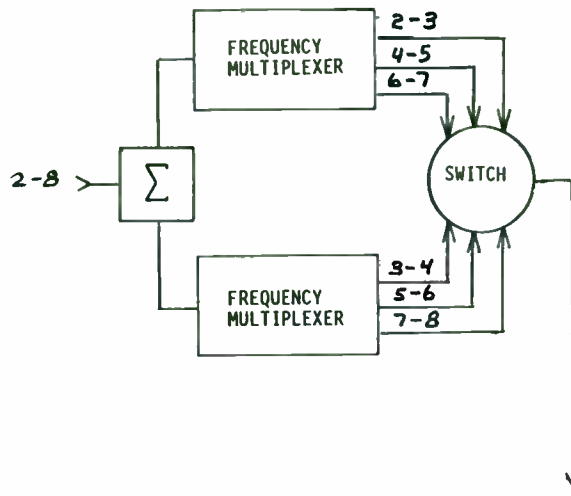 2-3
FREQUENCY
MULTIPLEXER
4-5
6-7
2-8
Σ
SWITCH
3-4
FREQUENCY
MULTIPLEXER
5-6
7-8